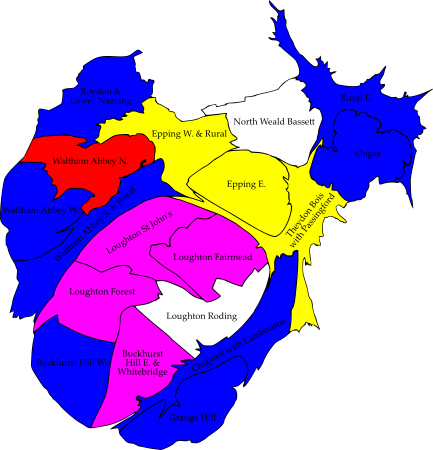 Roydon &
Lower Nazeing
Rural E.
North Weald Bassett
Epping W. & Rural
Ongar
Waltham Abbey N.
Epping E.
Waltham Abbey W.
Waltham Abbey S. & Rural
Theydon Bois
with Passingford
Loughton St John's
Loughton Fairmead
Loughton Forest
Loughton Roding
Buckhurst Hill W.
Buckhurst
Hill E. &
Whitebridge
Chigwell with Lambourne
Grange Hill